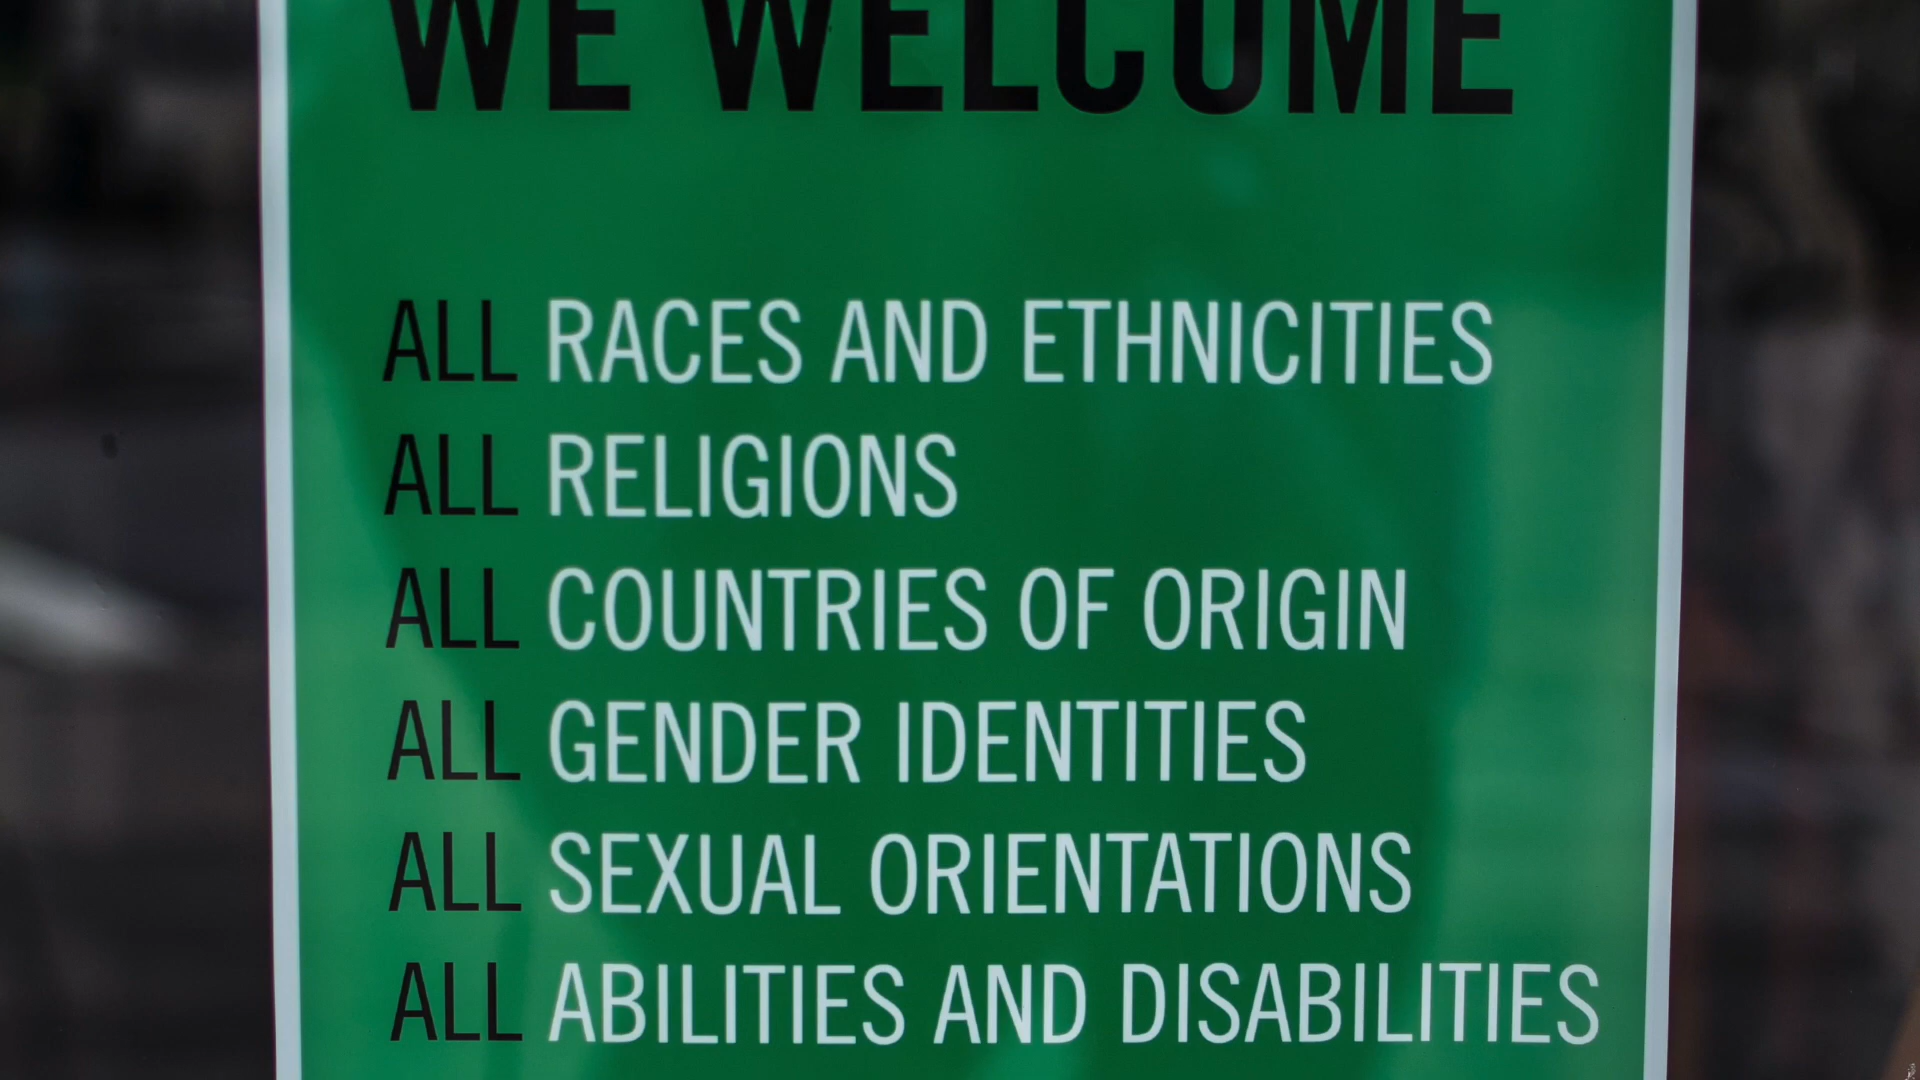 WE WELCOME
ALL RACES AND ETHNICITIES
ALL RELIGIONS
ALL COUNTRIES OF ORIGIN
ALL GENDER IDENTITIES
ALL SEXUAL ORIENTATIONS
ALL ABILITIES AND DISABILITIES